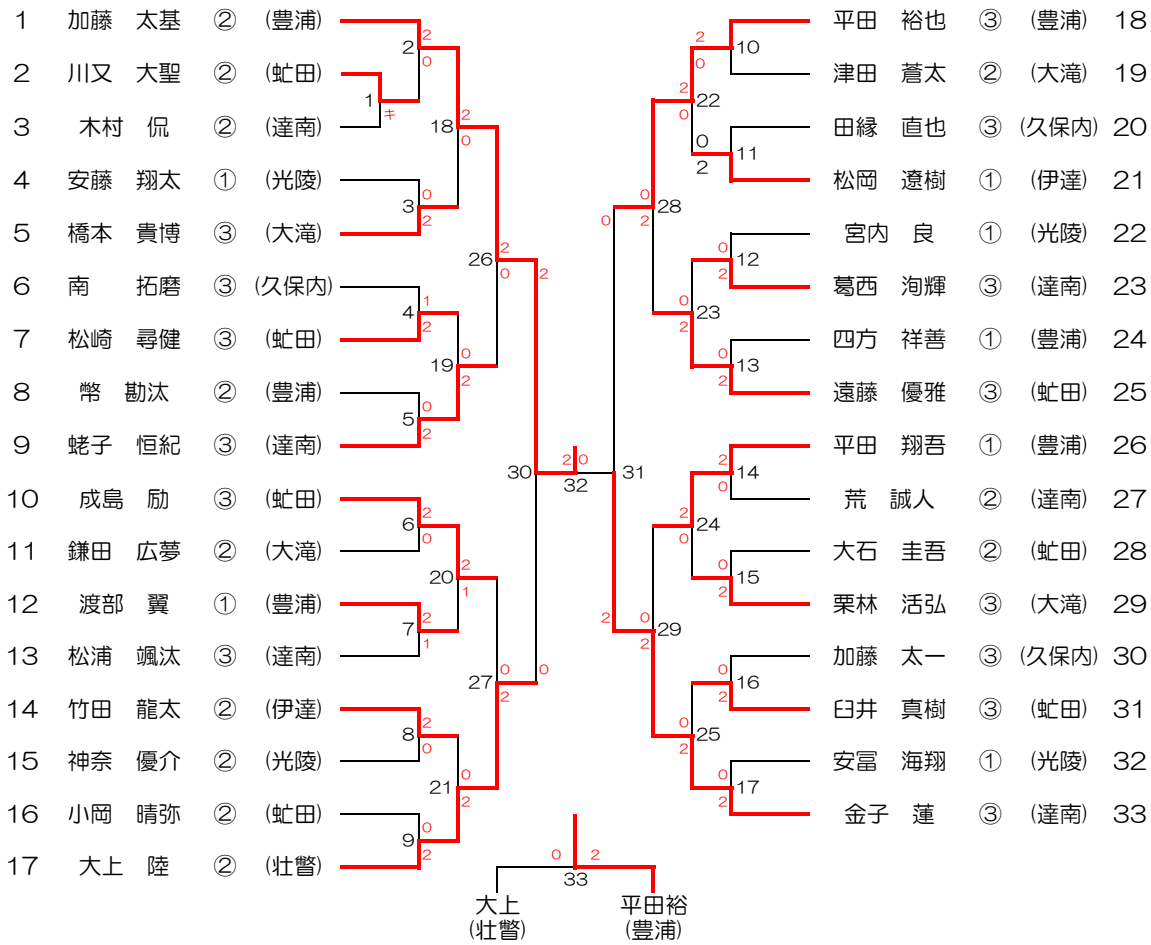 1 加藤 太基 ② (豊浦)
2 川又 大聖 ② (虻田)
3 木村 侃 ② (達南)
4 安藤 翔太 ① (光陵)
5 橋本 貴博 ③ (大滝)
6 南 拓磨 ③ (久保内)
7 松崎 尋健 ③ (虻田)
8 幣 勘汰 ② (豊浦)
9 蛯子 恒紀 ③ (達南)
10 成島 励 ③ (虻田)
11 鎌田 広夢 ② (大滝)
12 渡部 翼 ① (豊浦)
13 松浦 颯汰 ③ (達南)
14 竹田 龍太 ② (伊達)
15 神奈 優介 ② (光陵)
16 小岡 晴弥 ② (虻田)
17 大上 陸 ② (壮瞥)
2 2 0
1 キ
18 2 0
3 0 2
26 2 0
4 1 2
19 0 2
5 0 2
30 2 0
6 2 0
20 2 1
7 2 1
27 0 2
8 2 0
21 0 2
9 0 2
2 0
32
0 2
33
大上
(壮瞥)
平田裕
(豊浦)
2 0 10
2 0 22
0 2 11
0 2 28
0 2 12
0 2 23
0 2 13
0 2 31
2 0 14
2 0 24
0 2 15
0 2 29
0 2 16
0 2 25
0 2 17
平田 裕也 ③ (豊浦) 18
津田 蒼太 ② (大滝) 19
田縁 直也 ③ (久保内) 20
松岡 遼樹 ① (伊達) 21
宮内 良 ① (光陵) 22
葛西 洵輝 ③ (達南) 23
四方 祥善 ① (豊浦) 24
遠藤 優雅 ③ (虻田) 25
平田 翔吾 ① (豊浦) 26
荒 誠人 ② (達南) 27
大石 圭吾 ② (虻田) 28
栗林 活弘 ③ (大滝) 29
加藤 太一 ③ (久保内) 30
臼井 真樹 ③ (虻田) 31
安冨 海翔 ① (光陵) 32
金子 蓮 ③ (達南) 33